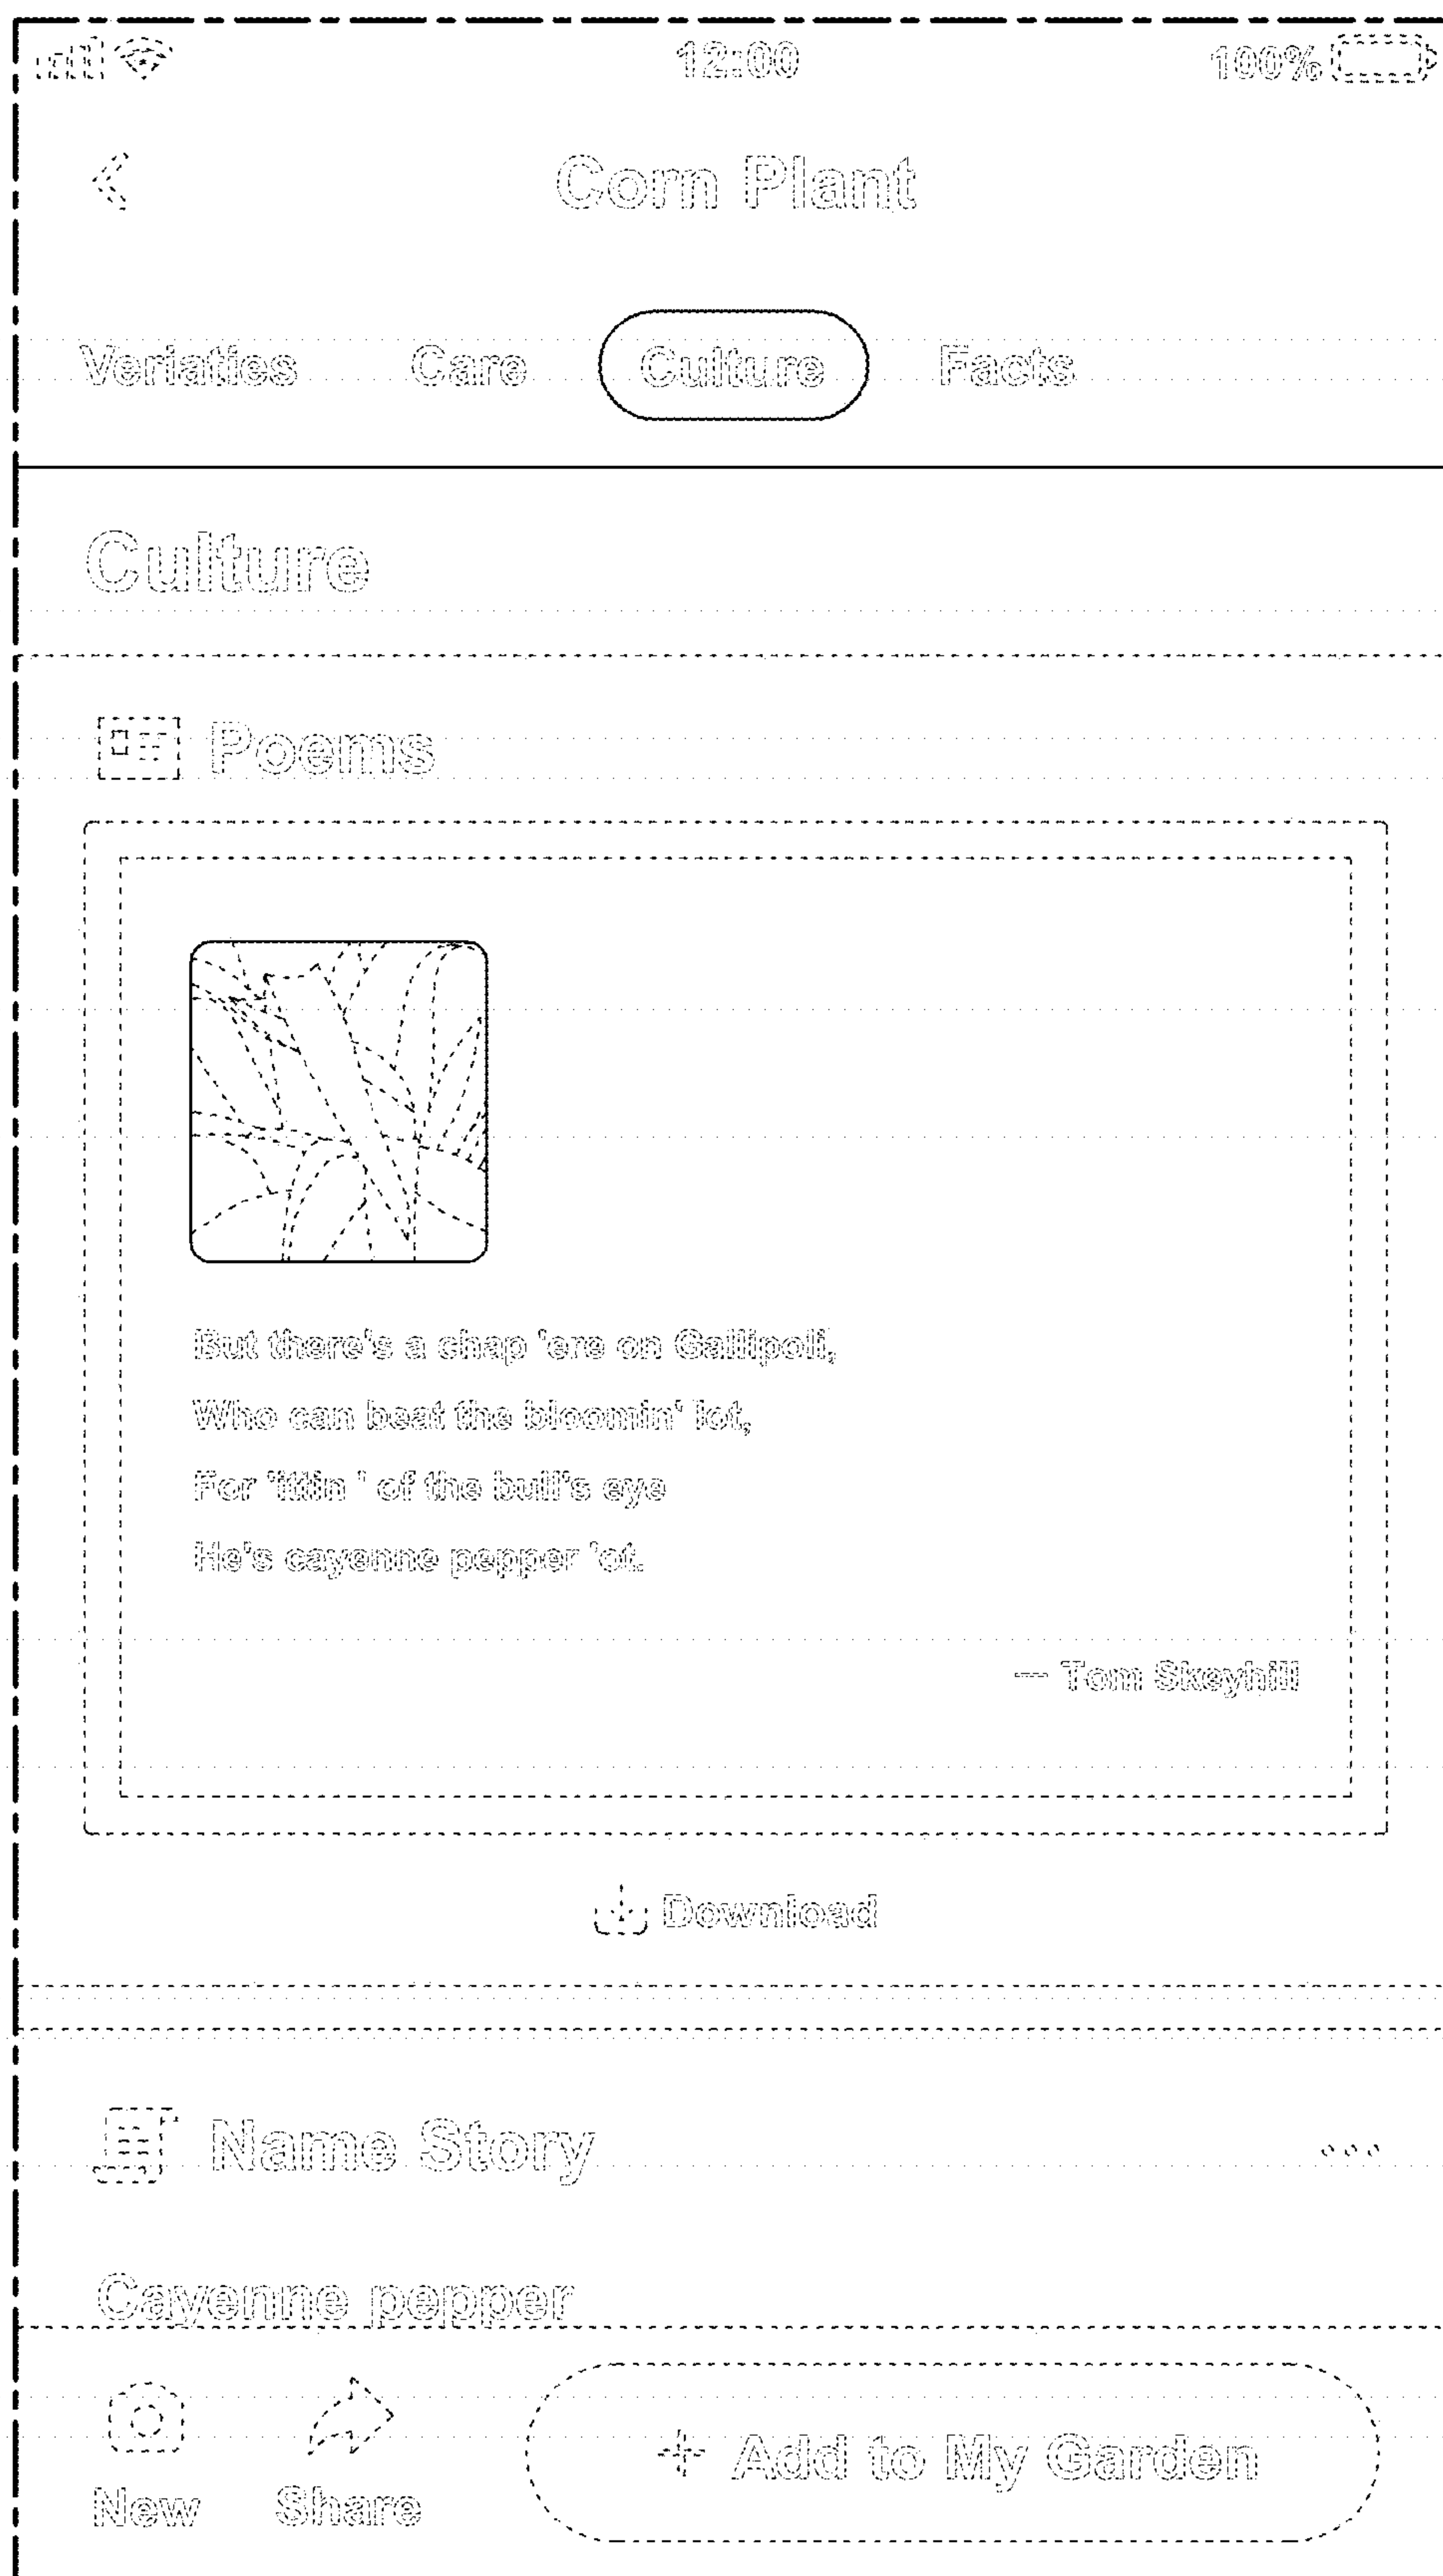 12:00 100%
Corn Plant
Veriaties Care Culture Facts
Culture
Poems
But there's a chap 'ere on Gallipoli,
Who can beat the bloomin' lot,
For 'ittin ' of the bull's eye
He's cayenne pepper 'ot.
— Tom Skeyhill
Download
Name Story
Cayenne pepper
+ Add to My Garden
New Share